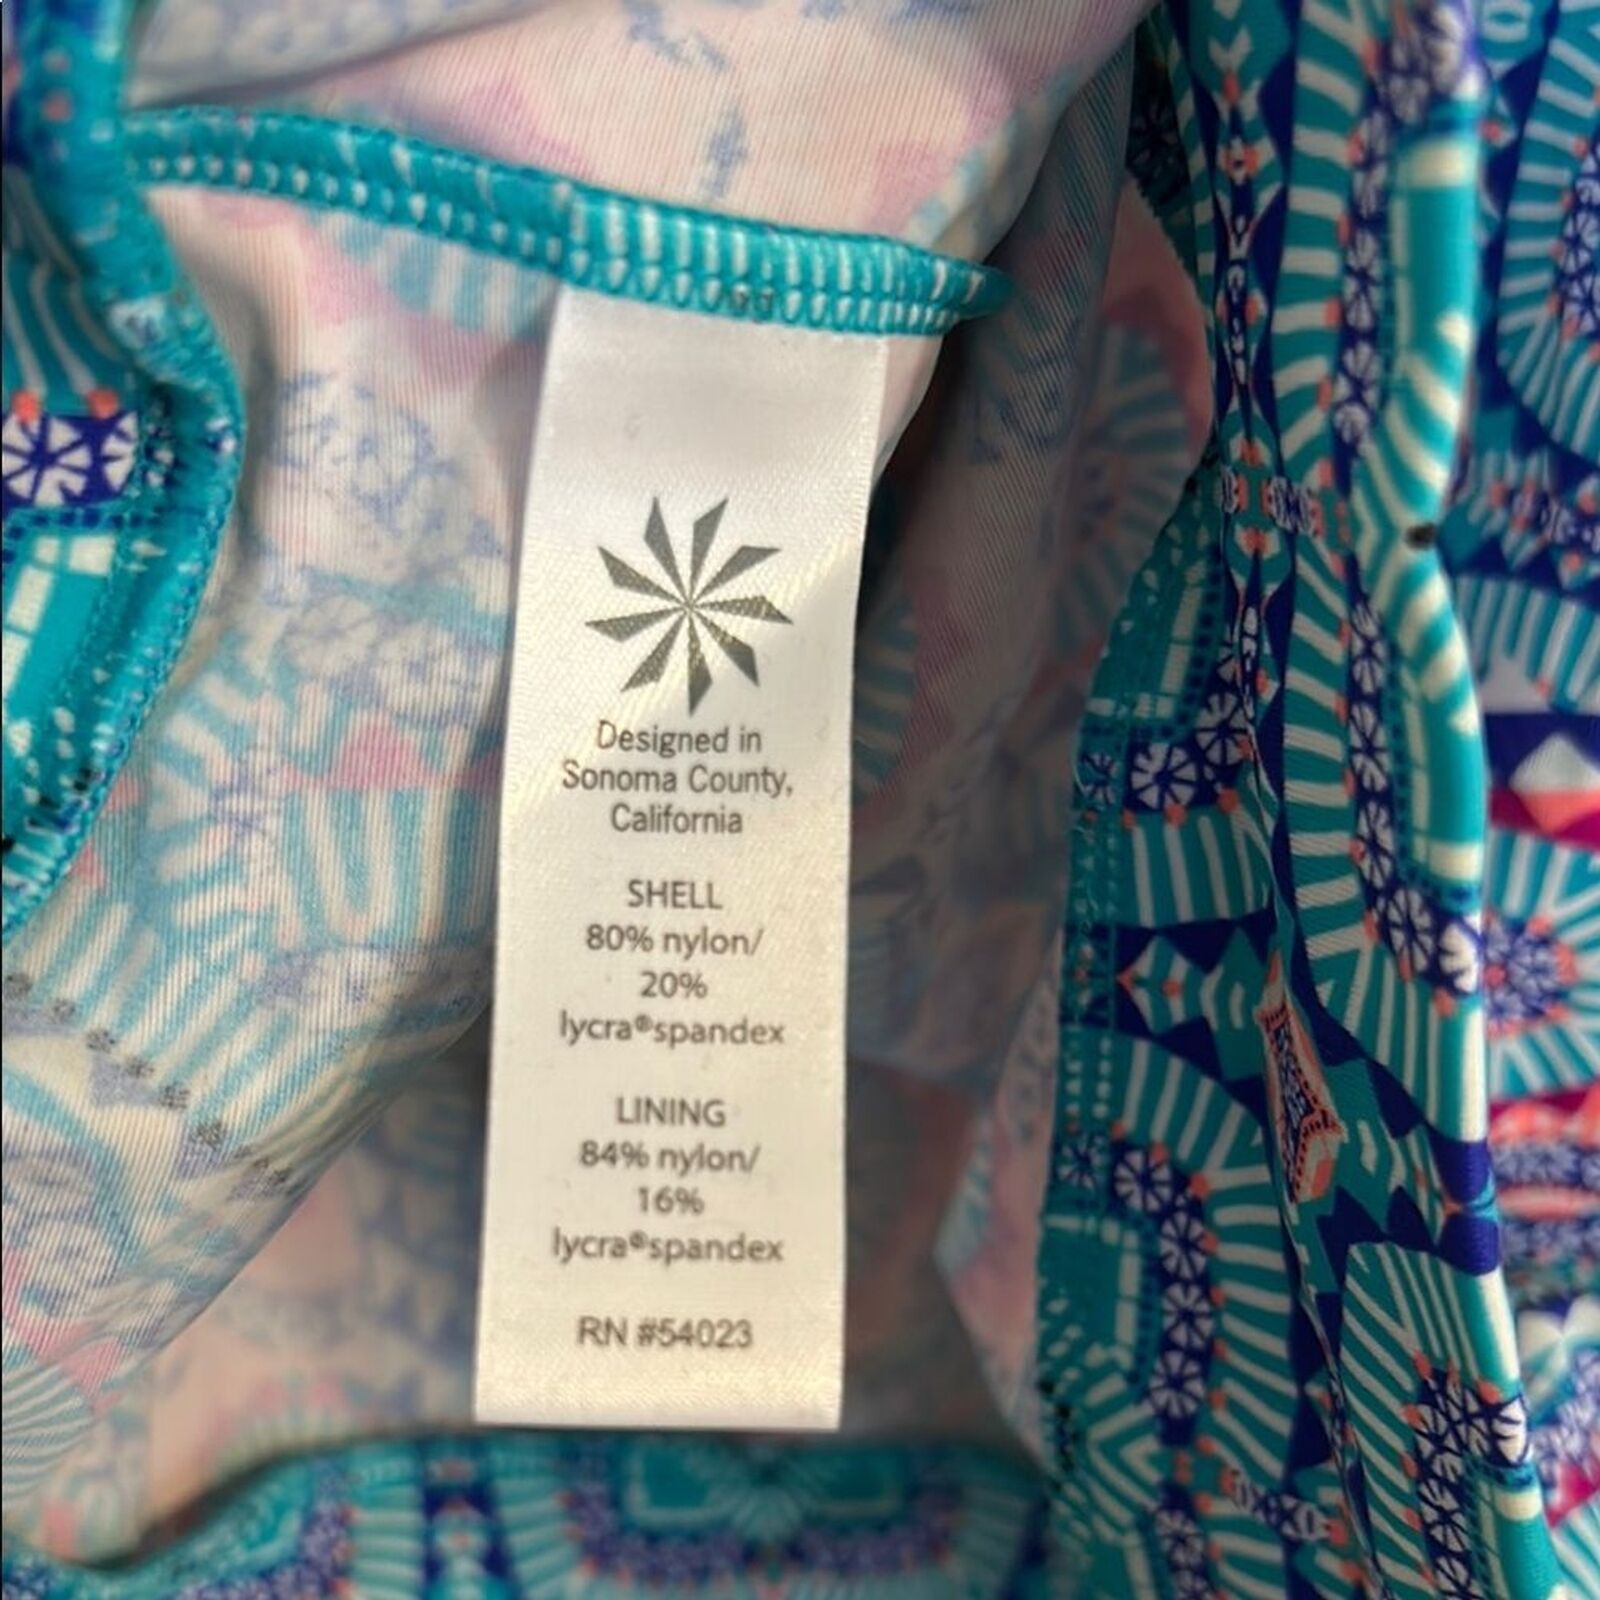 Designed in
Sonoma County,
California
SHELL
80% nylon/
20%
lycra®spandex
LINING
84% nylon/
16%
lycra®spandex
RN #54023